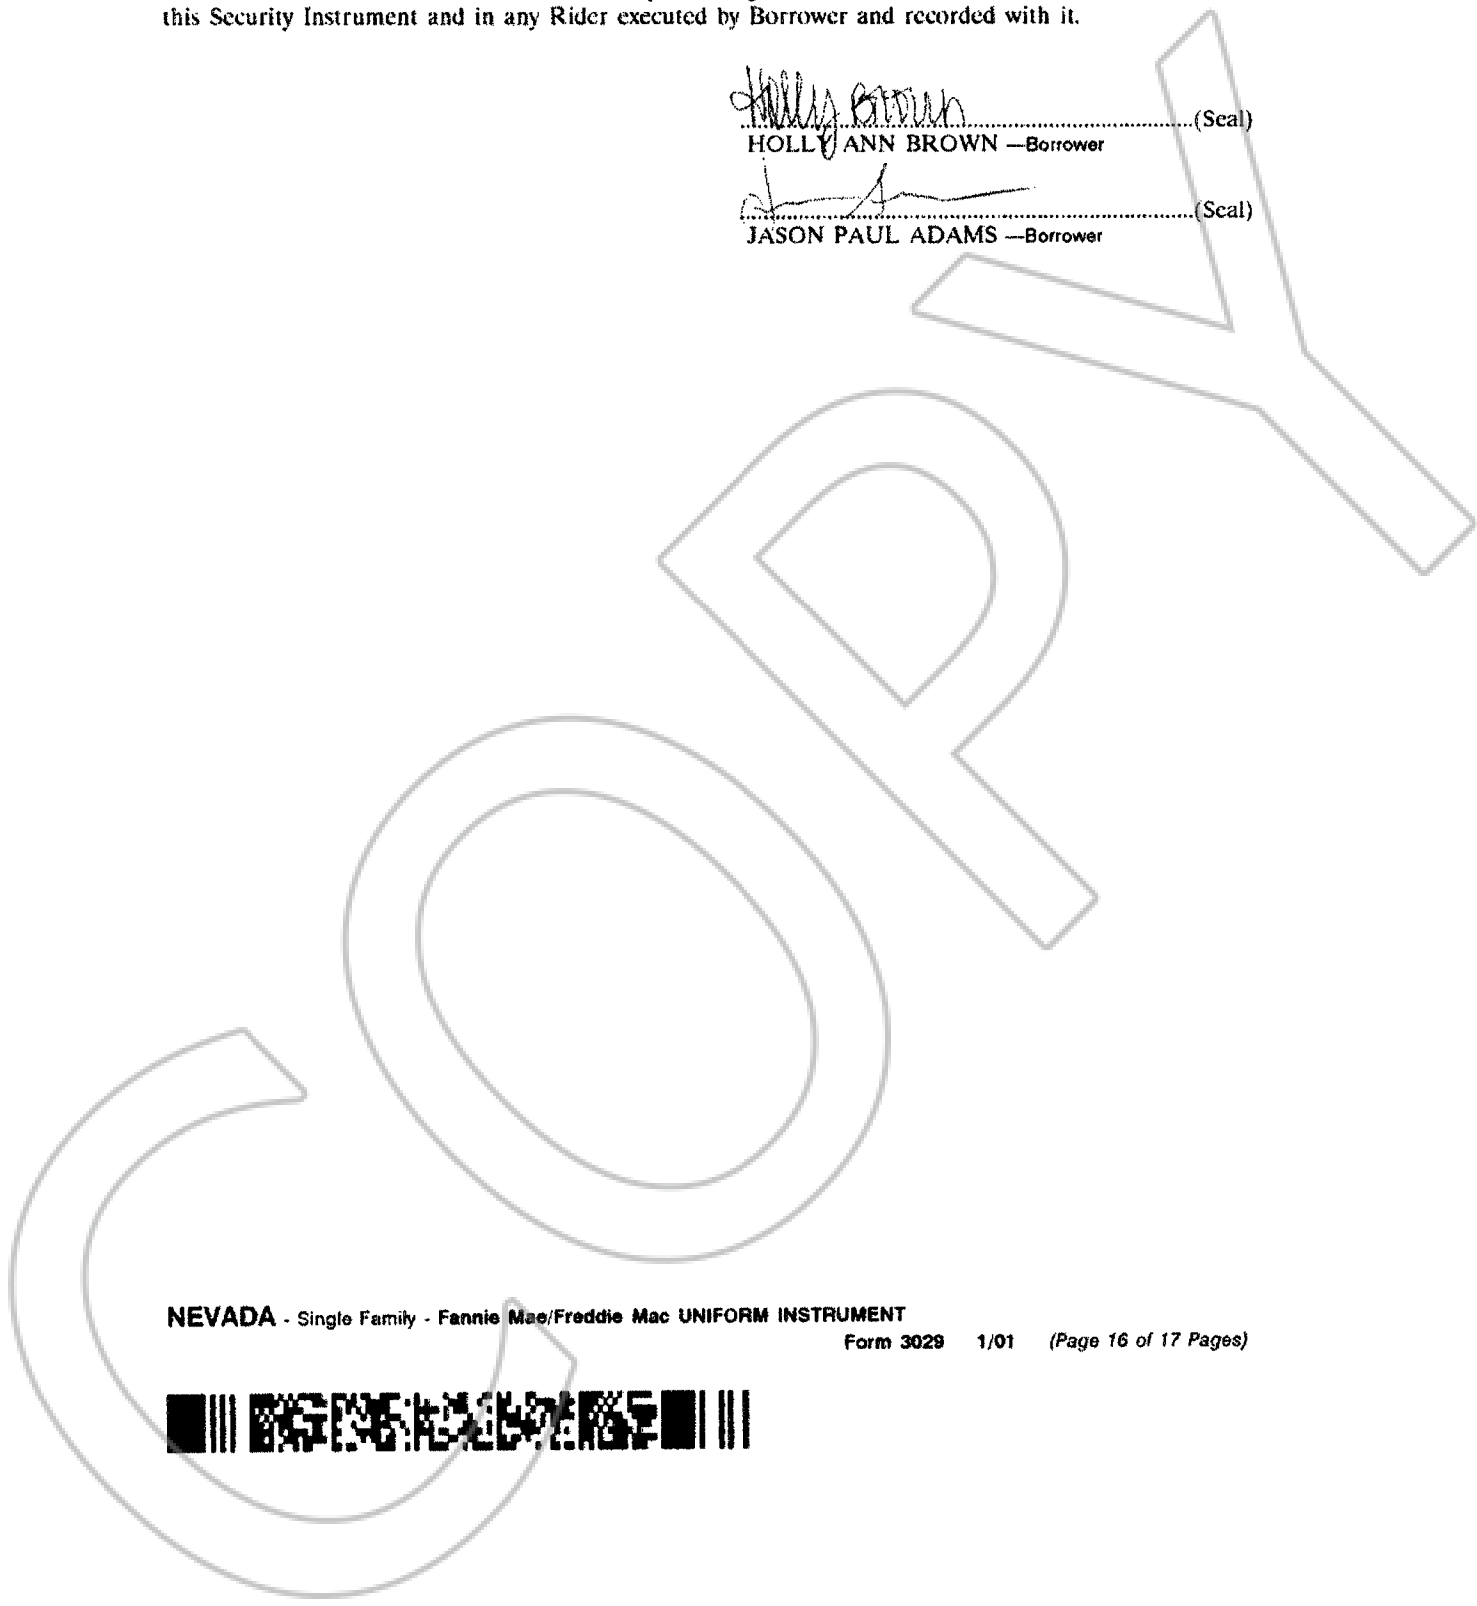 this Security Instrument and in any Rider executed by Borrower and recorded with it.
Holly Brown
(Seal)
HOLLY ANN BROWN —Borrower
(Seal)
JASON PAUL ADAMS —Borrower
COPY
NEVADA - Single Family - Fannie Mae/Freddie Mac UNIFORM INSTRUMENT
Form 3029 1/01 (Page 16 of 17 Pages)